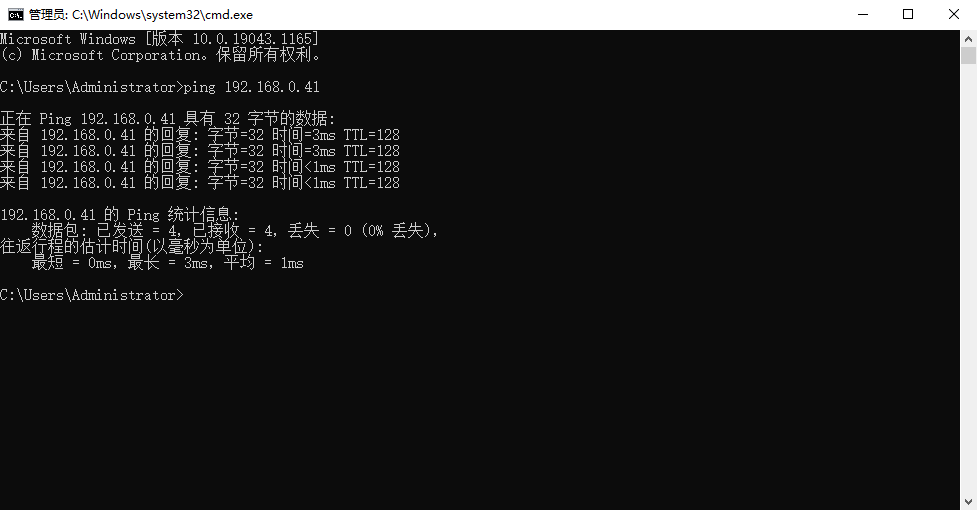 管理员: C:\Windows\system32\cmd.exe
Microsoft Windows [版本 10.0.19043.1165]
(c) Microsoft Corporation。保留所有权利。
C:\Users\Administrator>ping 192.168.0.41
正在 Ping 192.168.0.41 具有 32 字节的数据:
来自 192.168.0.41 的回复: 字节=32 时间=3ms TTL=128
来自 192.168.0.41 的回复: 字节=32 时间=3ms TTL=128
来自 192.168.0.41 的回复: 字节=32 时间<1ms TTL=128
来自 192.168.0.41 的回复: 字节=32 时间<1ms TTL=128
192.168.0.41 的 Ping 统计信息:
数据包: 已发送 = 4，已接收 = 4，丢失 = 0 (0% 丢失)，
往返行程的估计时间(以毫秒为单位):
最短 = 0ms，最长 = 3ms，平均 = 1ms
C:\Users\Administrator>